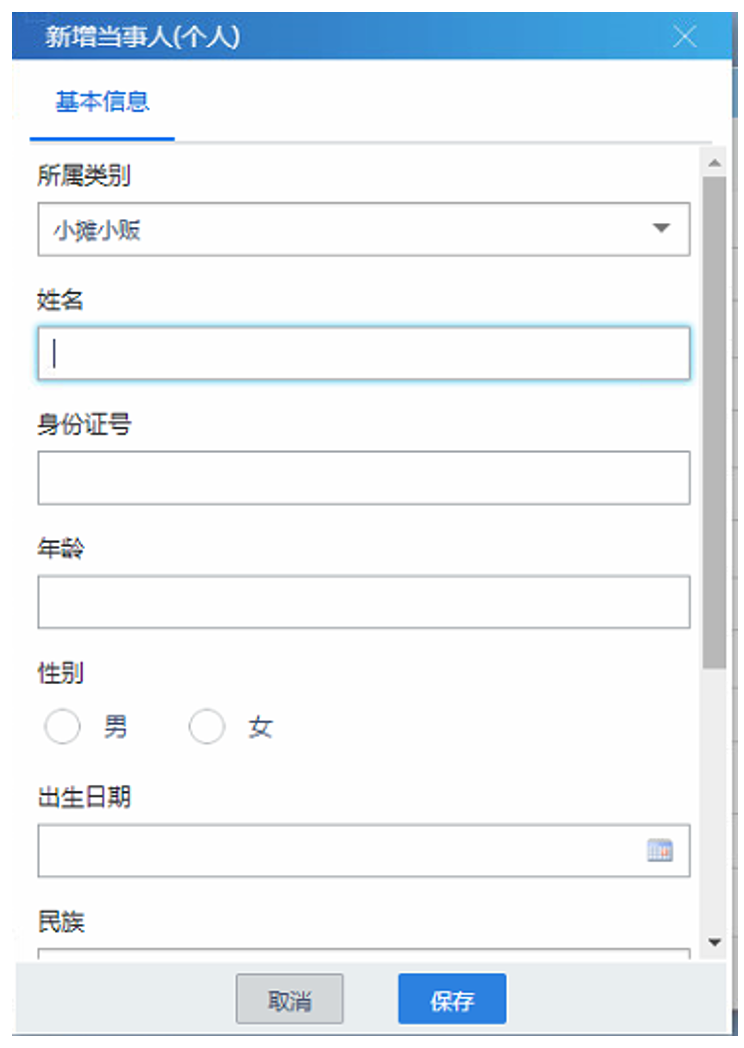 新增当事人(个人)
基本信息
所属类别
小摊小贩
姓名
身份证号
年龄
性别
男 女
出生日期
民族
取消 保存